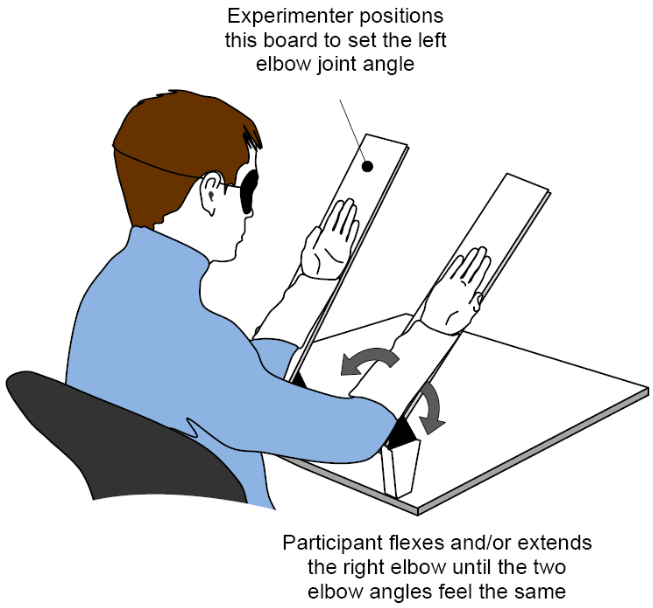 Experimenter positions
this board to set the left
elbow joint angle
Participant flexes and/or extends
the right elbow until the two
elbow angles feel the same